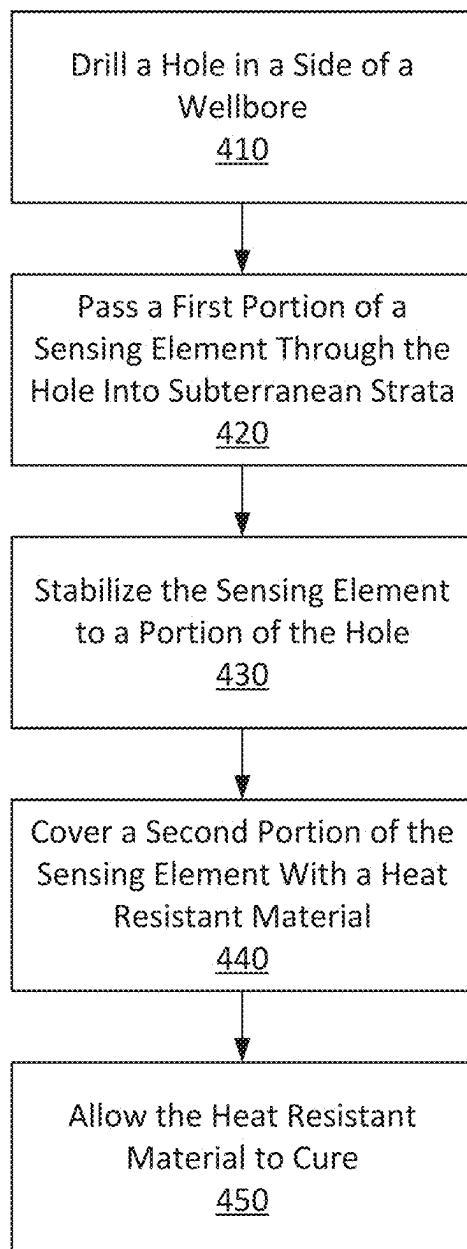 Drill a Hole in a Side of a
Wellbore
410
Pass a First Portion of a
Sensing Element Through the
Hole Into Subterranean Strata
420
Stabilize the Sensing Element
to a Portion of the Hole
430
Cover a Second Portion of the
Sensing Element With a Heat
Resistant Material
440
Allow the Heat Resistant
Material to Cure
450